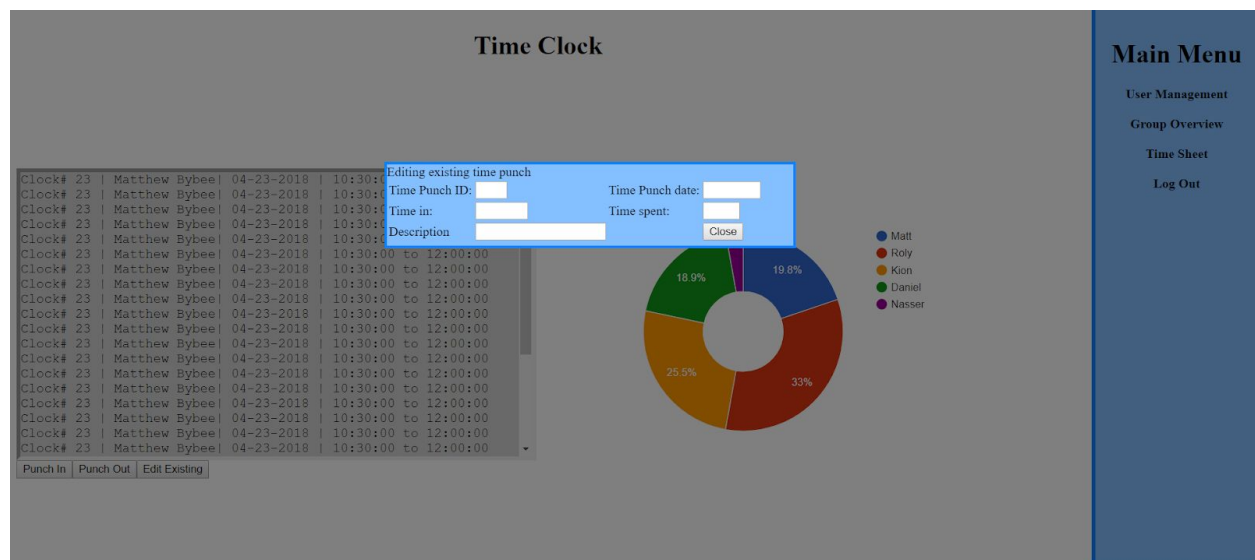 Time Clock
Main Menu
User Management
Group Overview
Time Sheet
Log Out
Editing existing time punch
Time Punch ID:
Time Punch date:
Time in:
Time spent:
Description
Close
Clock# 23 | Matthew Bybee| 04-23-2018 | 10:30:0
Clock# 23 | Matthew Bybee| 04-23-2018 | 10:30:0
Clock# 23 | Matthew Bybee| 04-23-2018 | 10:30:0
Clock# 23 | Matthew Bybee| 04-23-2018 | 10:30:0
Clock# 23 | Matthew Bybee| 04-23-2018 | 10:30:0
Clock# 23 | Matthew Bybee| 04-23-2018 | 10:30:00 to 12:00:00
Clock# 23 | Matthew Bybee| 04-23-2018 | 10:30:00 to 12:00:00
Clock# 23 | Matthew Bybee| 04-23-2018 | 10:30:00 to 12:00:00
Clock# 23 | Matthew Bybee| 04-23-2018 | 10:30:00 to 12:00:00
Clock# 23 | Matthew Bybee| 04-23-2018 | 10:30:00 to 12:00:00
Clock# 23 | Matthew Bybee| 04-23-2018 | 10:30:00 to 12:00:00
Clock# 23 | Matthew Bybee| 04-23-2018 | 10:30:00 to 12:00:00
Clock# 23 | Matthew Bybee| 04-23-2018 | 10:30:00 to 12:00:00
Clock# 23 | Matthew Bybee| 04-23-2018 | 10:30:00 to 12:00:00
Clock# 23 | Matthew Bybee| 04-23-2018 | 10:30:00 to 12:00:00
Clock# 23 | Matthew Bybee| 04-23-2018 | 10:30:00 to 12:00:00
Clock# 23 | Matthew Bybee| 04-23-2018 | 10:30:00 to 12:00:00
Clock# 23 | Matthew Bybee| 04-23-2018 | 10:30:00 to 12:00:00
Clock# 23 | Matthew Bybee| 04-23-2018 | 10:30:00 to 12:00:00
Punch In
Punch Out
Edit Existing
18.9%
19.8%
25.5%
33%
Matt
Roly
Kion
Daniel
Nasser